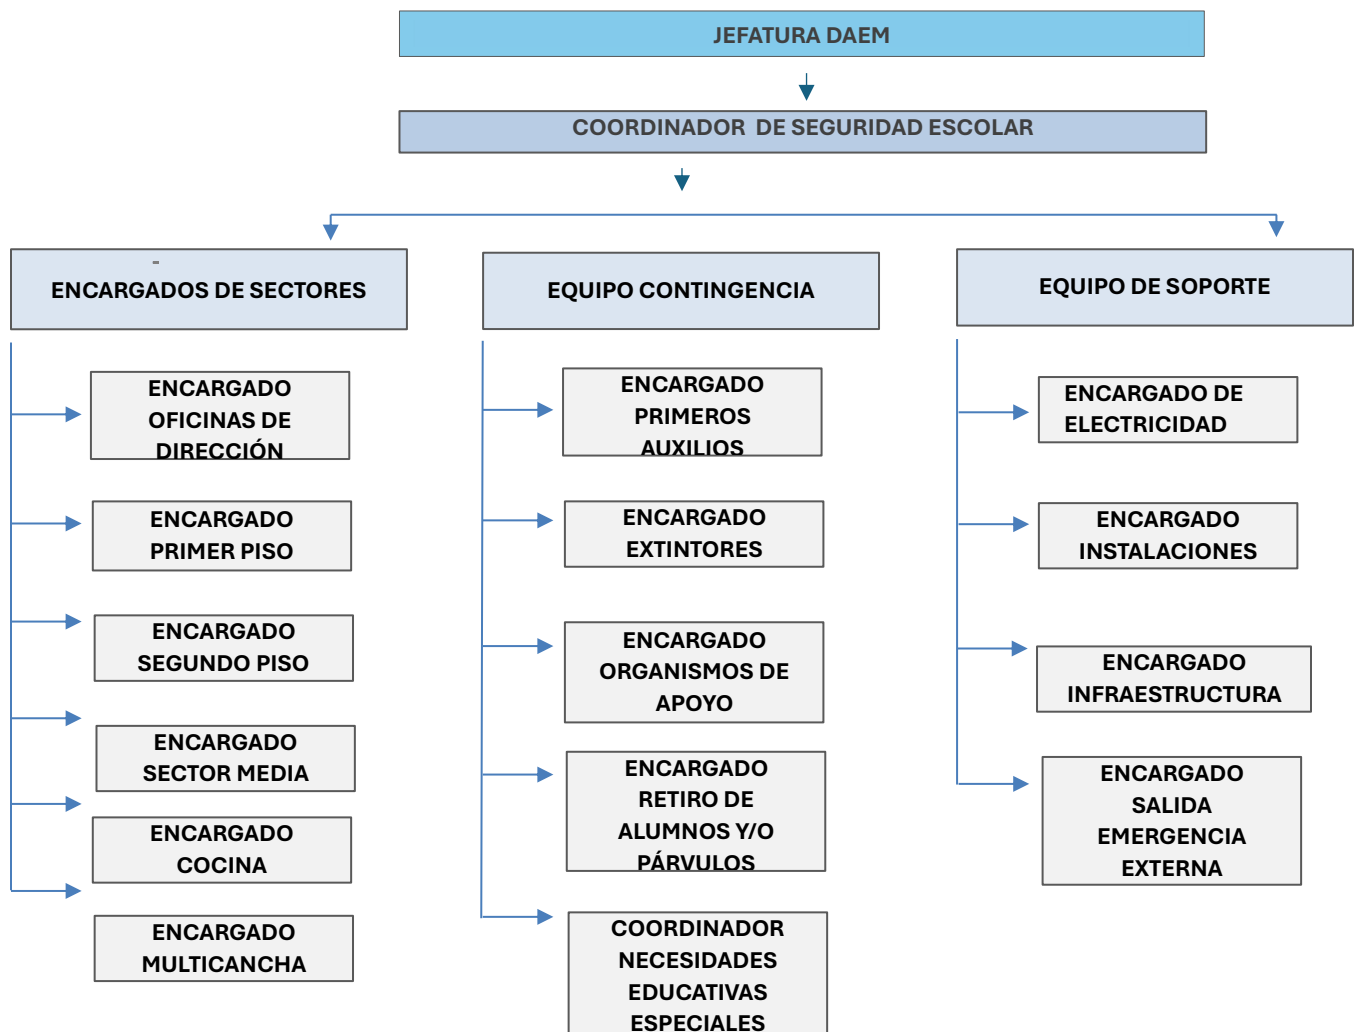 JEFATURA DAEM
COORDINADOR DE SEGURIDAD ESCOLAR
-
ENCARGADOS DE SECTORES
ENCARGADO
OFICINAS DE
DIRECCIÓN
ENCARGADO
PRIMER PISO
ENCARGADO
SEGUNDO PISO
ENCARGADO
SECTOR MEDIA
ENCARGADO
COCINA
ENCARGADO
MULTICANCHA
EQUIPO CONTINGENCIA
ENCARGADO
PRIMEROS
AUXILIOS
ENCARGADO
EXTINTORES
ENCARGADO
ORGANISMOS DE
APOYO
ENCARGADO
RETIRO DE
ALUMNOS Y/O
PÁRVULOS
COORDINADOR
NECESIDADES
EDUCATIVAS
ESPECIALES
EQUIPO DE SOPORTE
ENCARGADO DE
ELECTRICIDAD
ENCARGADO
INSTALACIONES
ENCARGADO
INFRAESTRUCTURA
ENCARGADO
SALIDA
EMERGENCIA
EXTERNA